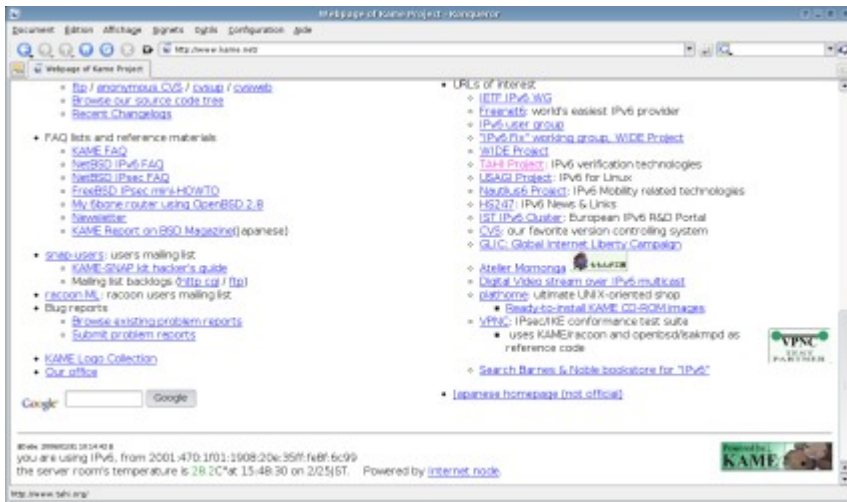 Webpage of Kame Project - Konqueror
Document Édition Affichage Signets Outils Configuration Aide
http://www.kame.net/
Webpage of Kame Project
ftp / anonymous CVS / cvsup / cvsweb
Browse our source code tree
Recent Changelogs
FAQ lists and reference materials
KAME FAQ
NetBSD IPv6 FAQ
NetBSD IPsec FAQ
FreeBSD IPsec mini-HOWTO
My 6bone router using OpenBSD 2.8
Newsletter
KAME Report on BSD Magazine(Japanese)
snap-users: users mailing list
KAME-SNAP kit hacker's guide
Mailing list backlogs (http cgi / ftp)
racoon ML: racoon users mailing list
Bug reports
Browse existing problem reports
Submit problem reports
KAME Logo Collection
Our office
Google Google
URLs of interest
IETF IPv6 WG
Freenet6: world's easiest IPv6 provider
IPv6 user group
"IPv6 Fix" working group, WIDE Project
WIDE Project
TAHI Project: IPv6 verification technologies
USAGI Project: IPv6 for Linux
Nautilus6 Project: IPv6 Mobility related technologies
HS247: IPv6 News & Links
IST IPv6 Cluster: European IPv6 R&D Portal
CVS: our favorite version controlling system
GLIC: Global Internet Liberty Campaign
Atelier Momonga
Digital Video stream over IPv6 multicast
plathome: ultimate UNIX-oriented shop
Ready-to-install KAME CD-ROM images
VPNC: IPsec/IKE conformance test suite
uses KAME/racoon and openbsd/isakmpd as
reference code
VPNC
TEST
PARTNER
Search Barnes & Noble bookstore for "IPv6"
Japanese homepage (not official)
you are using IPv6, from 2001:470:1f01:1908:20e:35ff:fe8f:6c99
the server room's temperature is 28.2C°at 15:48:30 on 2/25JST. Powered by Internet node.
Powered by
KAME
http://www.tahi.org/